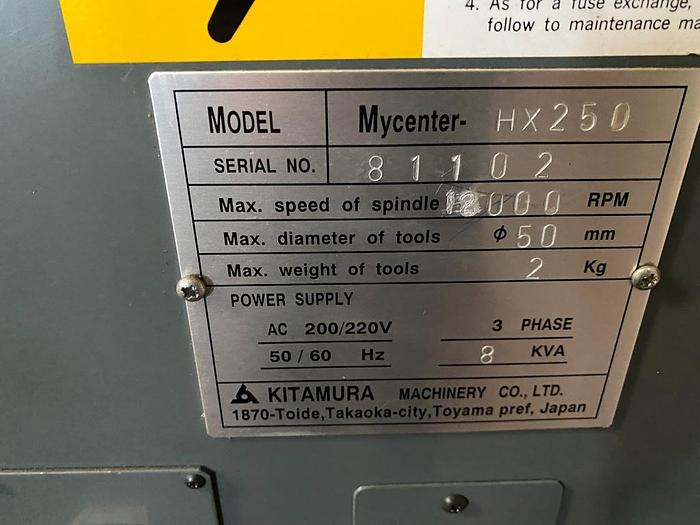 4. As for a fuse exchange,
follow to maintenance ma
MODEL Mycenter- HX250
SERIAL NO. 81102
Max. speed of spindle 12000 RPM
Max. diameter of tools φ50 mm
Max. weight of tools 2 Kg
POWER SUPPLY
AC 200/220V 3 PHASE
50/60 Hz 8 KVA
KITAMURA MACHINERY CO., LTD.
1870-Toide,Takaoka-city,Toyama pref, Japan